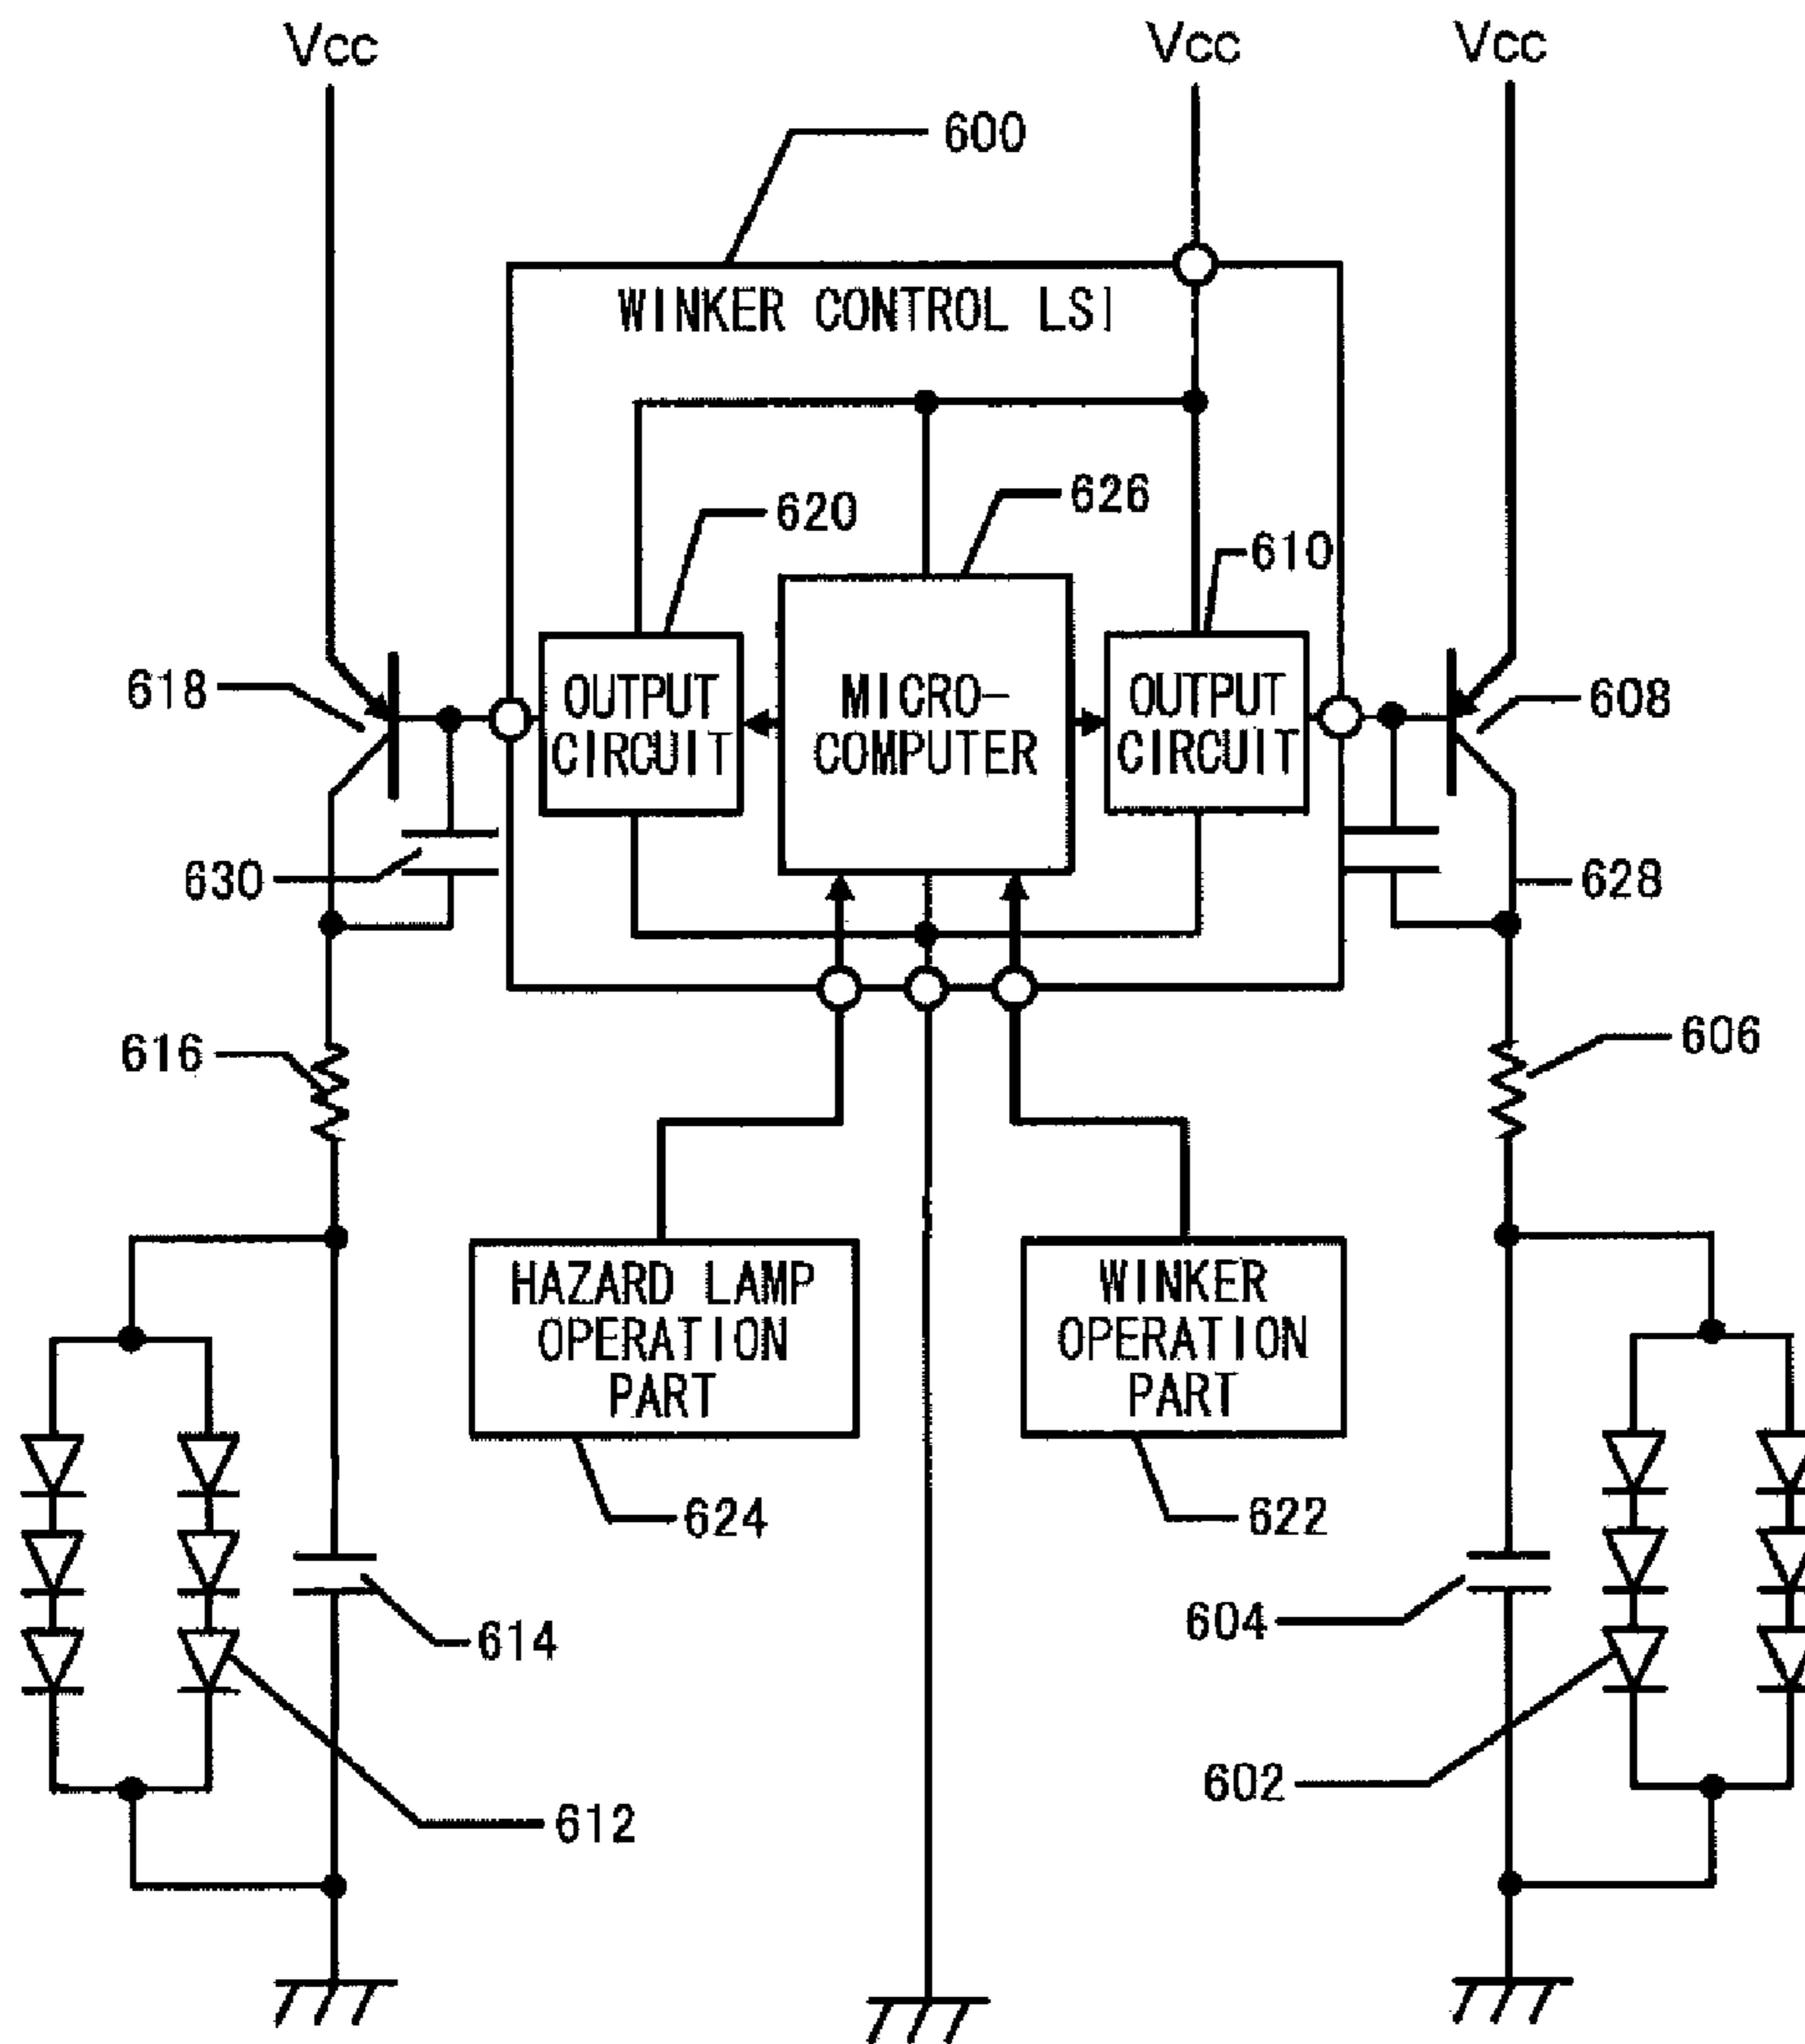 Vcc
Vcc
Vcc
600
WINKER CONTROL LSI
620
626
610
618
OUTPUT
CIRCUIT
MICRO-
COMPUTER
OUTPUT
CIRCUIT
608
630
628
616
606
HAZARD LAMP
OPERATION
PART
WINKER
OPERATION
PART
624
622
614
604
612
602